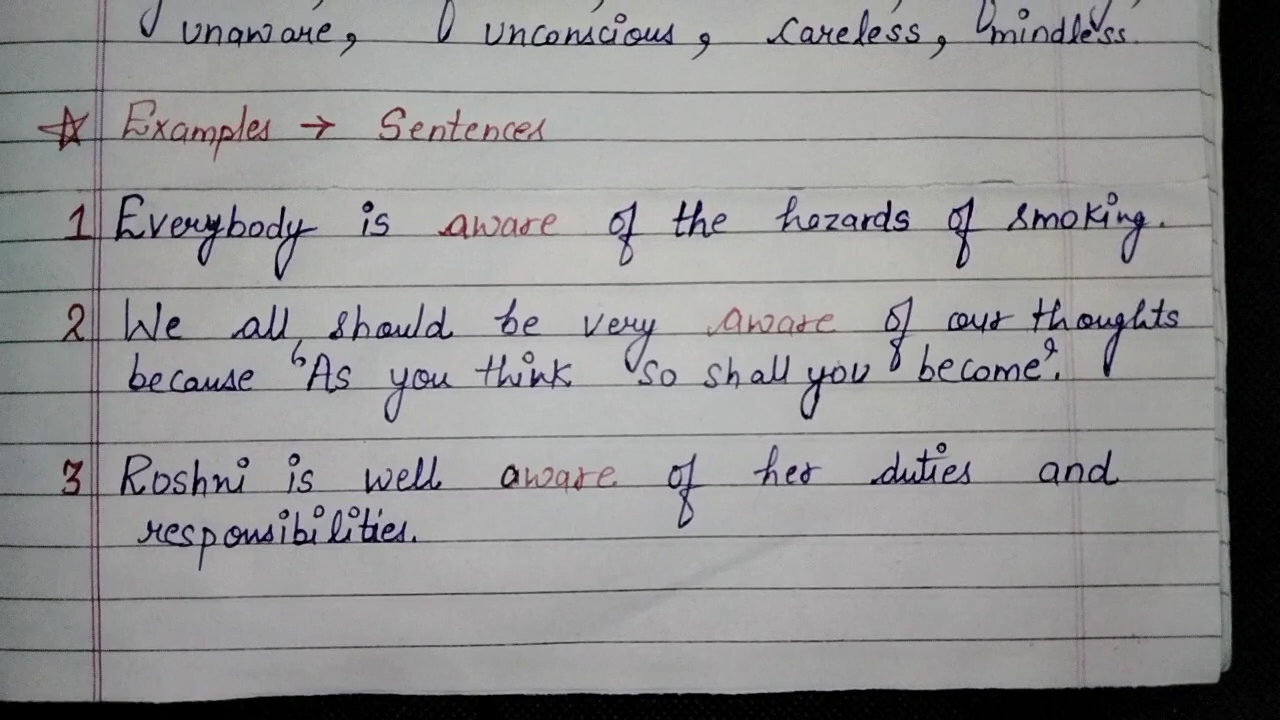 unaware, unconscious, careless, mindless.
☆ Examples → Sentences
1 Everybody is aware of the hazards of smoking.
2 We all should be very aware of our thoughts
because "As you think so shall you become".
3 Roshni is well aware of her duties and
responsibilities.